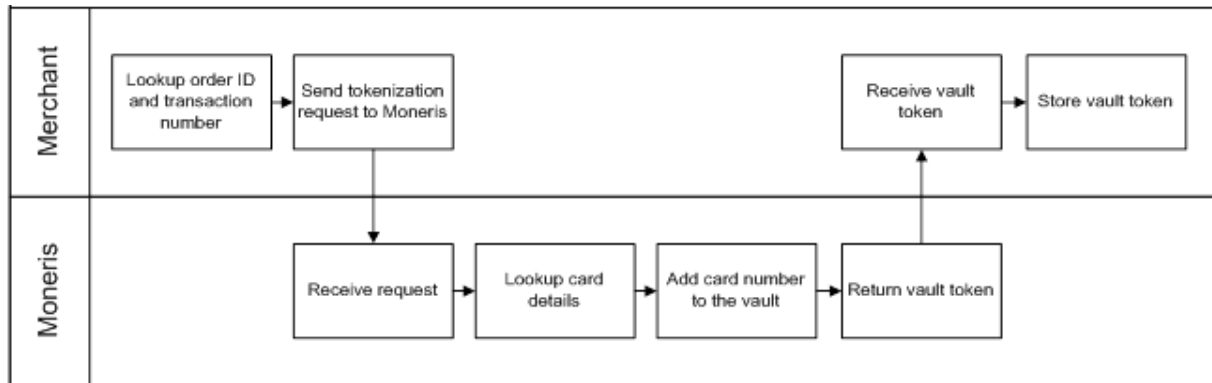 Merchant
Lookup order ID
and transaction
number
Send tokenization
request to Moneris
Receive vault
token
Store vault token
Moneris
Receive request
Lookup card
details
Add card number
to the vault
Return vault token